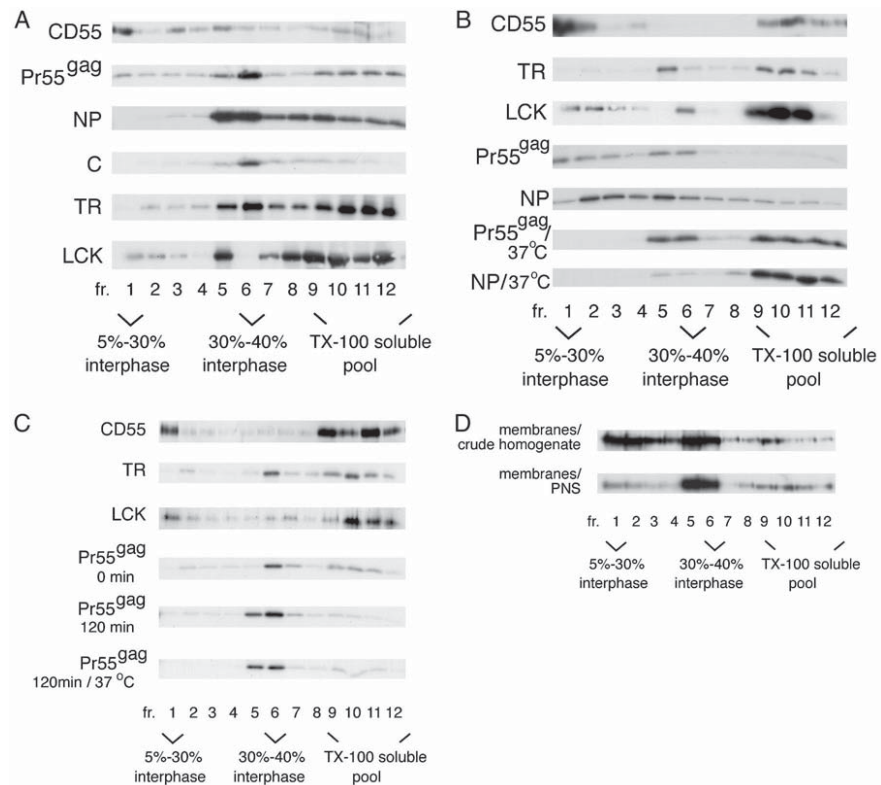 A
CD55
Pr55gag
NP
C
TR
LCK
fr. 1 2 3 4 5 6 7 8 9 10 11 12
5%-30% 30%-40% TX-100 soluble
interphase interphase pool
B
CD55
TR
LCK
Pr55gag
NP
Pr55gag/
37°C
NP/37°C
fr. 1 2 3 4 5 6 7 8 9 10 11 12
5%-30% 30%-40% TX-100 soluble
interphase interphase pool
C
CD55
TR
LCK
Pr55gag
0 min
Pr55gag
120 min
Pr55gag
120min / 37 °C
fr. 1 2 3 4 5 6 7 8 9 10 11 12
5%-30% 30%-40% TX-100 soluble
interphase interphase pool
D
membranes/
crude homogenate
membranes/
PNS
fr. 1 2 3 4 5 6 7 8 9 10 11 12
5%-30% 30%-40% TX-100 soluble
interphase interphase pool